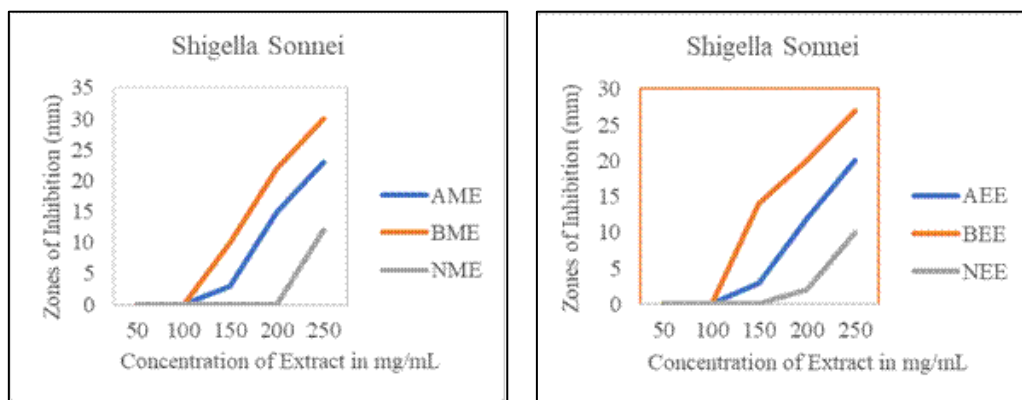 Shigella Sonnei
Zones of Inhibition (mm)
35
30
25
20
15
10
5
0
50 100 150 200 250
Concentration of Extract in mg/mL
AME
BME
NME
Shigella Sonnei
Zones of Inhibition (mm)
30
25
20
15
10
5
0
50 100 150 200 250
Concentration of Extract in mg/mL
AEE
BEE
NEE